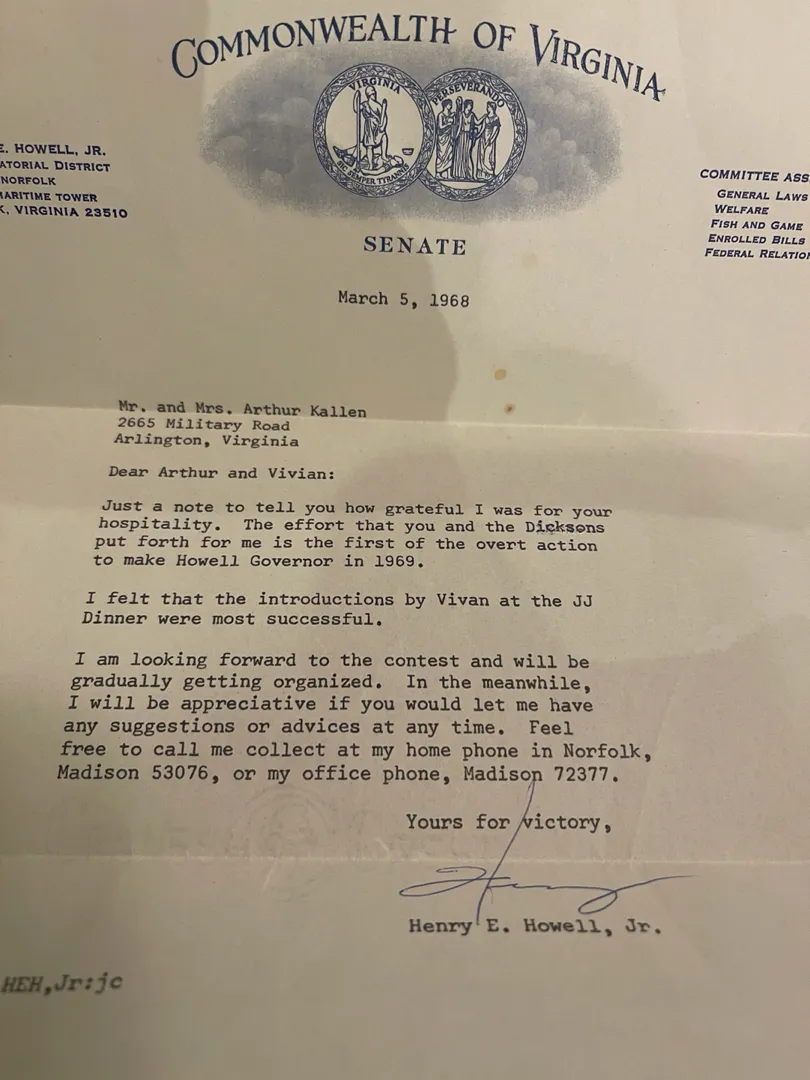 COMMONWEALTH OF VIRGINIA
VIRGINIA
SIC SEMPER TYRANNIS
PERSEVERANDO
E. HOWELL, JR.
ATORIAL DISTRICT
NORFOLK
MARITIME TOWER
K, VIRGINIA 23510
COMMITTEE ASS
GENERAL LAWS
WELFARE
FISH AND GAME
ENROLLED BILLS
FEDERAL RELATION
SENATE
March 5, 1968
Mr. and Mrs. Arthur Kallen
2665 Military Road
Arlington, Virginia
Dear Arthur and Vivian:
Just a note to tell you how grateful I was for your
hospitality. The effort that you and the Dicksons
put forth for me is the first of the overt action
to make Howell Governor in 1969.
I felt that the introductions by Vivan at the JJ
Dinner were most successful.
I am looking forward to the contest and will be
gradually getting organized. In the meanwhile,
I will be appreciative if you would let me have
any suggestions or advices at any time. Feel
free to call me collect at my home phone in Norfolk,
Madison 53076, or my office phone, Madison 72377.
Yours for victory,
Henry
Henry E. Howell, Jr.
HEH,Jr:jc